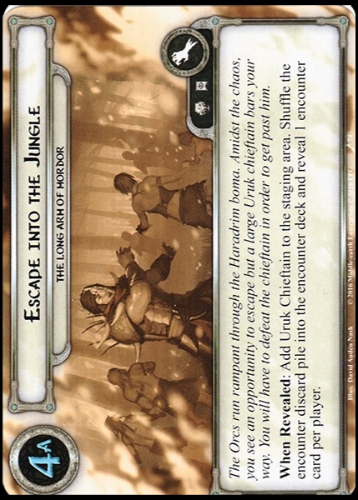 4A
Escape into the Jungle
The Long Arm of Mordor
The Orcs run rampant through the Haradrim boma. Amidst the chaos,
you see an opportunity to escape but a large Uruk chieftain bars your
way. You will have to defeat the chieftain in order to get past him.
When Revealed: Add Uruk Chieftain to the staging area. Shuffle the
encounter discard pile into the encounter deck and reveal 1 encounter
card per player.
Illus. David Auden Nash © 2016 Middle-earth Enterprises